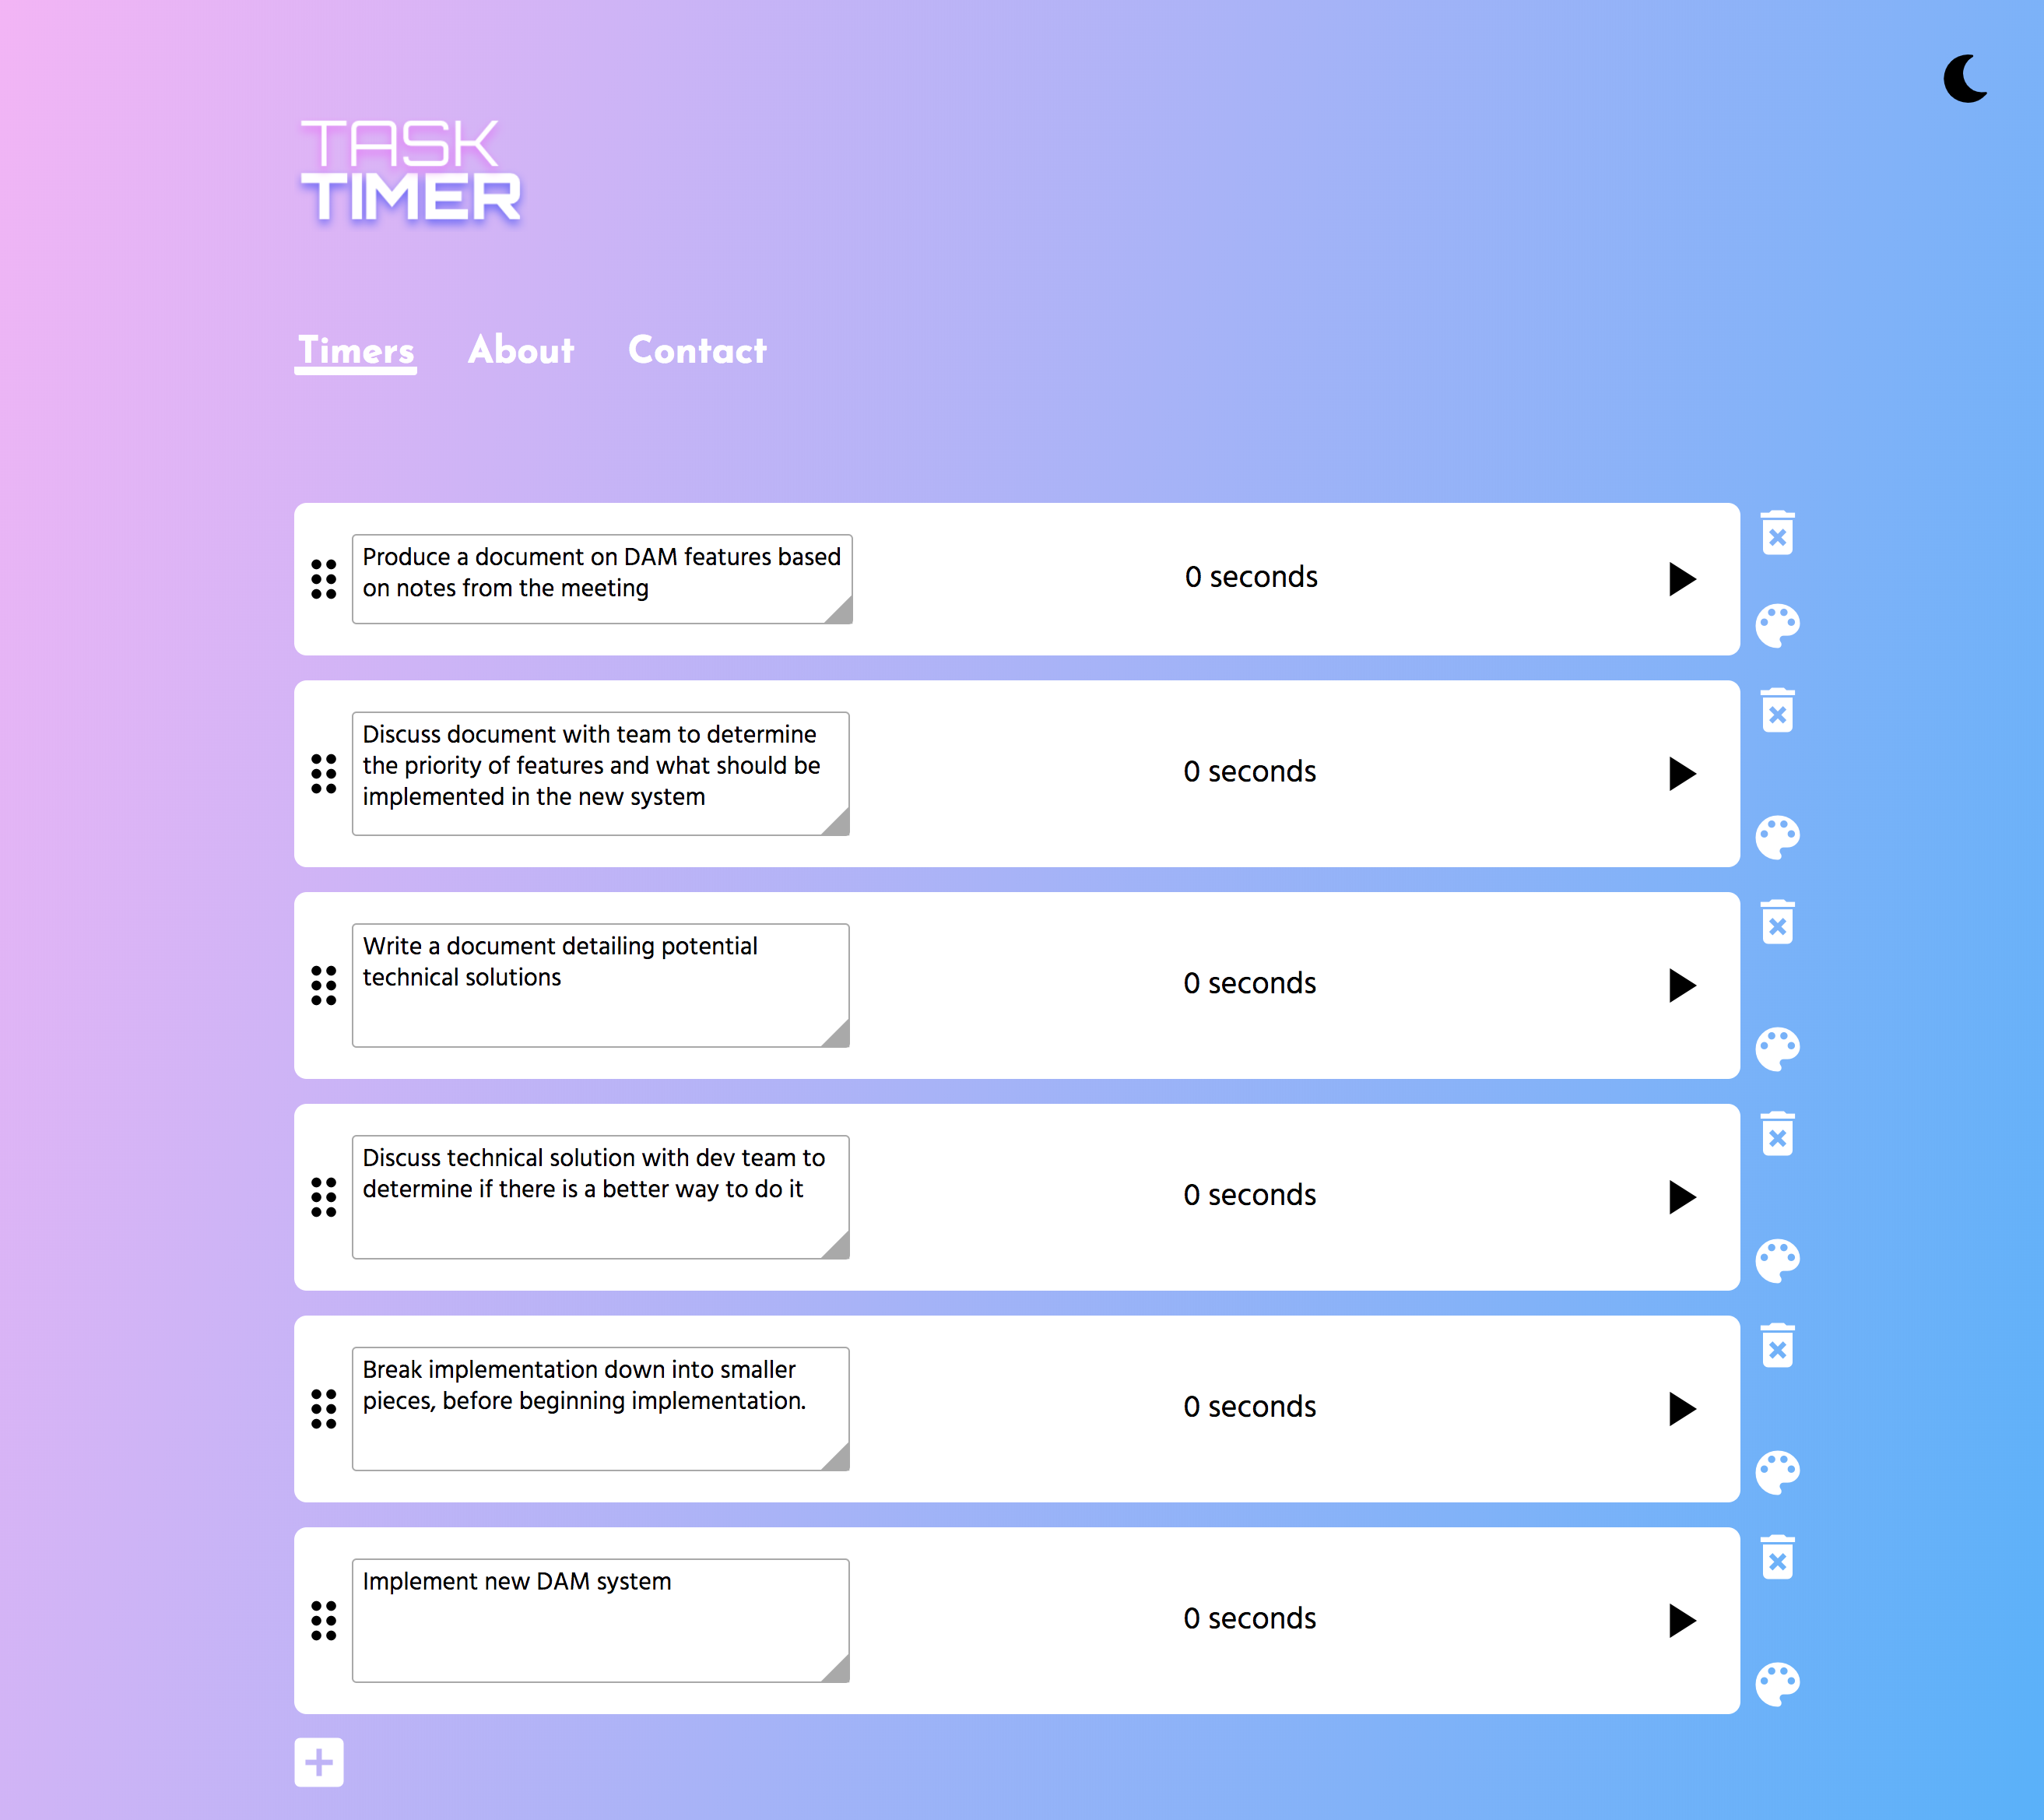 TASK
TIMER
Timers About Contact
Produce a document on DAM features based
on notes from the meeting
0 seconds
Discuss document with team to determine
the priority of features and what should be
implemented in the new system
0 seconds
Write a document detailing potential
technical solutions
0 seconds
Discuss technical solution with dev team to
determine if there is a better way to do it
0 seconds
Break implementation down into smaller
pieces, before beginning implementation.
0 seconds
Implement new DAM system
0 seconds